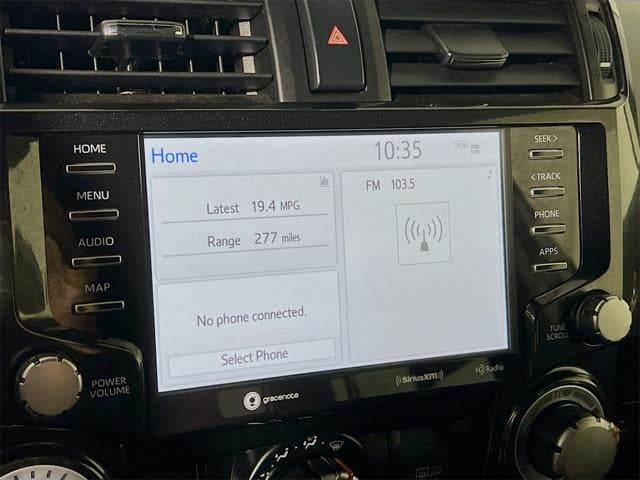 HOME
MENU
AUDIO
MAP
POWER
VOLUME
Home
10:35
Latest 19.4 MPG
Range 277 miles
No phone connected.
Select Phone
FM 103.5
gracenote
((SiriusXM))
HD Radio
SEEK >
< TRACK
PHONE
APPS
TUNE
SCROLL
TEMP